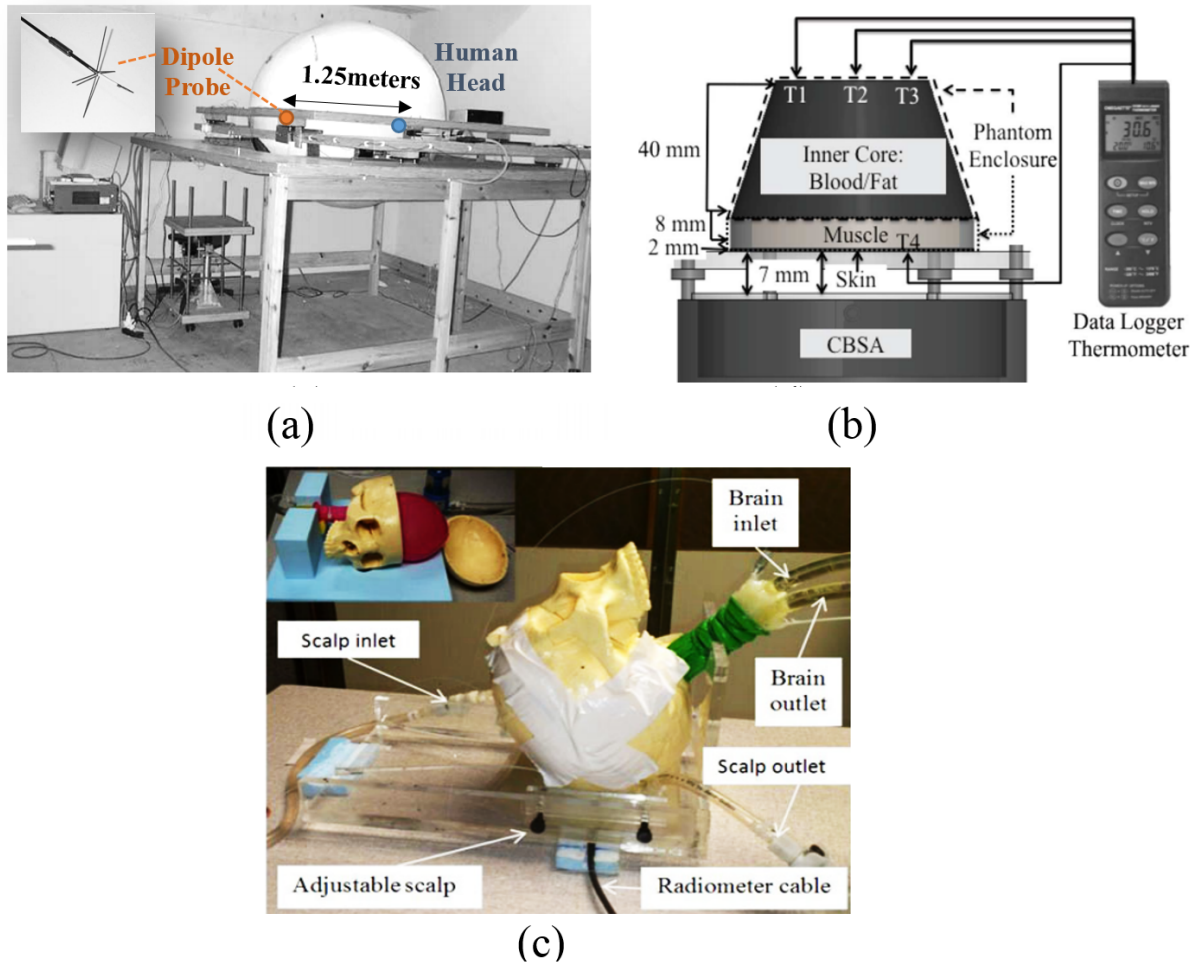 Dipole
Probe
1.25meters
Human
Head
(a)
T1
T2
T3
40 mm
Inner Core:
Blood/Fat
Phantom
Enclosure
8 mm
Muscle
T4
2 mm
7 mm
Skin
CBSA
30.6
Data Logger
Thermometer
(b)
Brain
inlet
Scalp inlet
Brain
outlet
Scalp outlet
Adjustable scalp
Radiometer cable
(c)